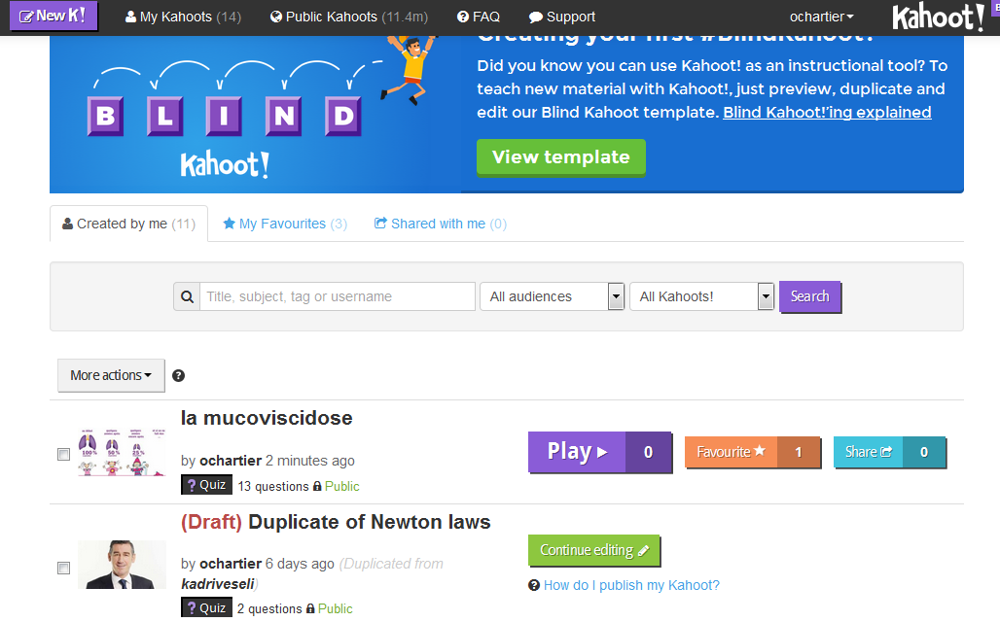 New K!
My Kahoots (14)
Public Kahoots (11.4m)
FAQ
Support
ochartier
Kahoot!
Creating your first #BlindKahoot?
B L I N D
Kahoot!
Did you know you can use Kahoot! as an instructional tool? To
teach new material with Kahoot!, just preview, duplicate and
edit our Blind Kahoot template. Blind Kahoot!'ing explained
View template
Created by me (11)
My Favourites (3)
Shared with me (0)
Title, subject, tag or username
All audiences
All Kahoots!
Search
More actions
?
la mucoviscidose
100% 50% 25%
by ochartier 2 minutes ago
? Quiz 13 questions Public
Play 0
Favourite 1
Share 0
(Draft) Duplicate of Newton laws
by ochartier 6 days ago (Duplicated from
kadriveseli)
? Quiz 2 questions Public
Continue editing
? How do I publish my Kahoot?